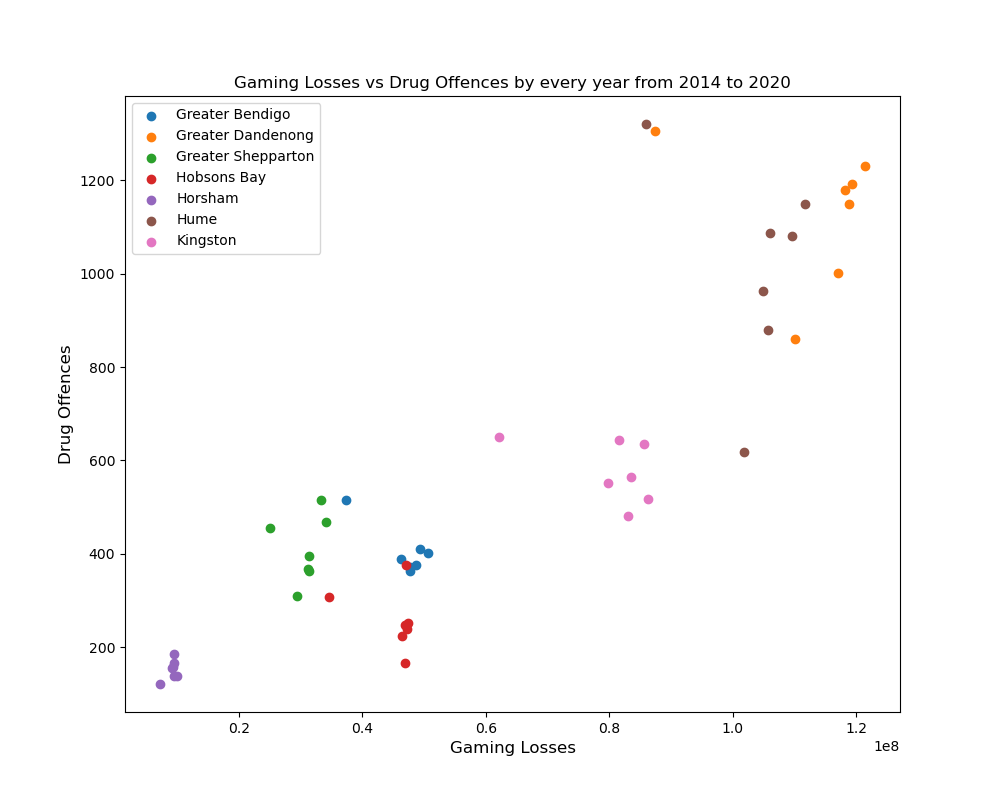 Gaming Losses vs Drug Offences by every year from 2014 to 2020
Greater Bendigo
Greater Dandenong
Greater Shepparton
Hobsons Bay
Horsham
Hume
Kingston
Drug Offences
1200
1000
800
600
400
200
0.2 0.4 0.6 0.8 1.0 1.2
1e8
Gaming Losses